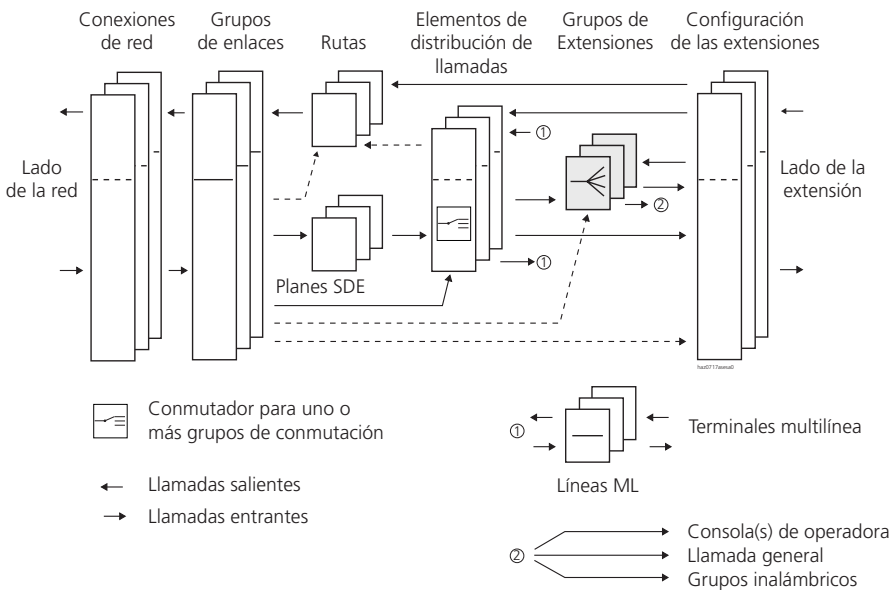 Conexiones
de red
Grupos
de enlaces
Rutas
Elementos de
distribución de
llamadas
Grupos de
Extensiones
Configuración
de las extensiones
①
Lado
de la red
Lado de la
extensión
②
①
Planes SDE
haz0717aaesa0
Conmutador para uno o
más grupos de conmutación
①
Terminales multilínea
Llamadas salientes
Líneas ML
Llamadas entrantes
Consola(s) de operadora
②
Llamada general
Grupos inalámbricos